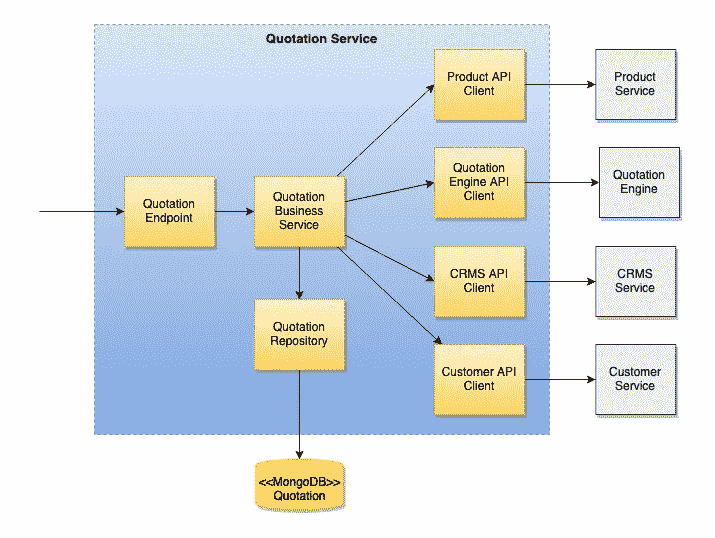 Quotation Service
Product API
Client
Product
Service
Quotation
Engine API
Client
Quotation
Engine
Quotation
Endpoint
Quotation
Business
Service
CRMS API
Client
CRMS
Service
Quotation
Repository
Customer API
Client
Customer
Service
<<MongoDB>>
Quotation